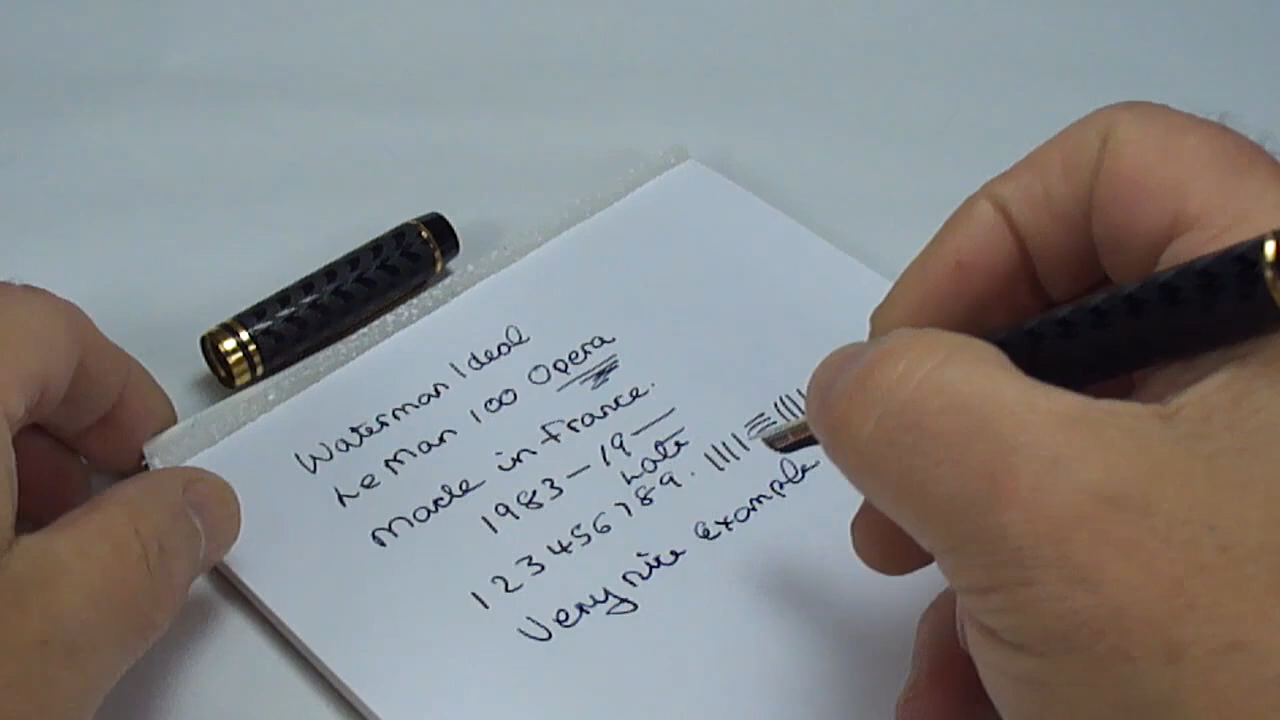 Waterman Ideal
Le Man 100 Opera
Made in France.
1983 - 19 —
Late
123456789.
Very nice example